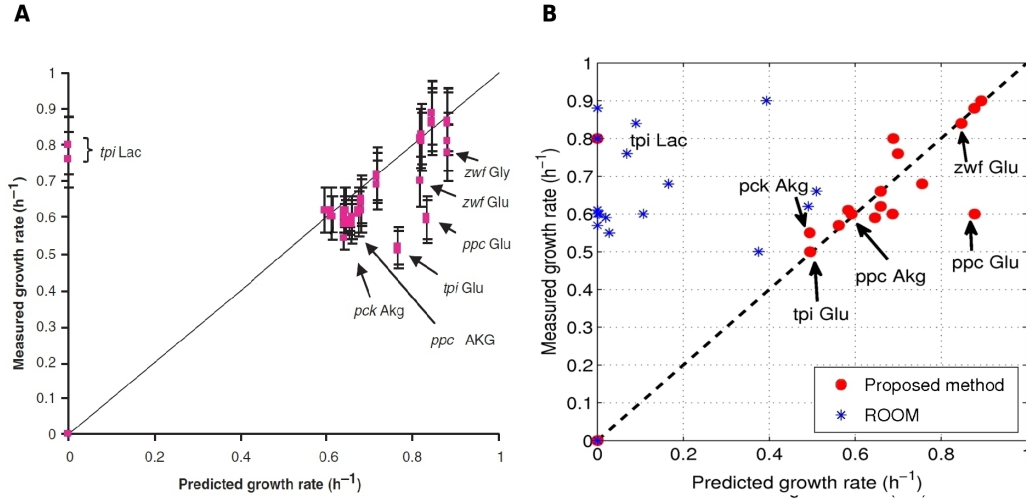 A
Measured growth rate (h⁻¹)
1
0.9
0.8
0.7
0.6
0.5
0.4
0.3
0.2
0.1
0
0 0.2 0.4 0.6 0.8 1
Predicted growth rate (h⁻¹)
tpi Lac
zwf Gly
zwf Glu
ppc Glu
tpi Glu
pck Akg
ppc AKG
B
Measured growth rate (h⁻¹)
1
0.9
0.8
0.7
0.6
0.5
0.4
0.3
0.2
0.1
0
0 0.2 0.4 0.6 0.8 1
Predicted growth rate (h⁻¹)
tpi Lac
zwf Glu
pck Akg
ppc Akg
ppc Glu
tpi Glu
Proposed method
ROOM